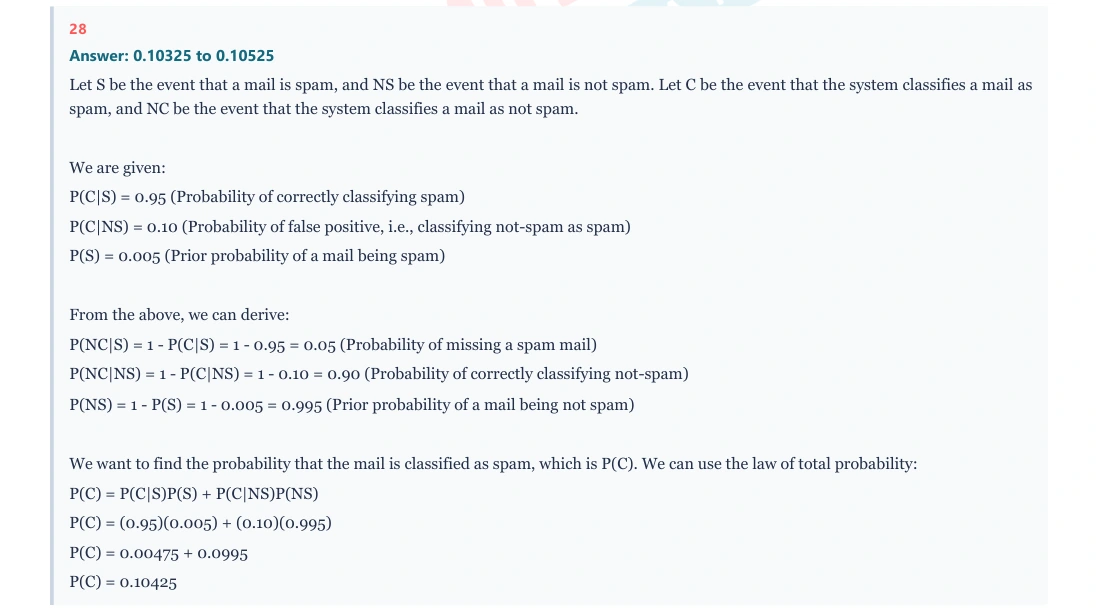 28
Answer: 0.10325 to 0.10525
Let S be the event that a mail is spam, and NS be the event that a mail is not spam. Let C be the event that the system classifies a mail as
spam, and NC be the event that the system classifies a mail as not spam.
We are given:
P(C|S) = 0.95 (Probability of correctly classifying spam)
P(C|NS) = 0.10 (Probability of false positive, i.e., classifying not-spam as spam)
P(S) = 0.005 (Prior probability of a mail being spam)
From the above, we can derive:
P(NC|S) = 1 - P(C|S) = 1 - 0.95 = 0.05 (Probability of missing a spam mail)
P(NC|NS) = 1 - P(C|NS) = 1 - 0.10 = 0.90 (Probability of correctly classifying not-spam)
P(NS) = 1 - P(S) = 1 - 0.005 = 0.995 (Prior probability of a mail being not spam)
We want to find the probability that the mail is classified as spam, which is P(C). We can use the law of total probability:
P(C) = P(C|S)P(S) + P(C|NS)P(NS)
P(C) = (0.95)(0.005) + (0.10)(0.995)
P(C) = 0.00475 + 0.0995
P(C) = 0.10425